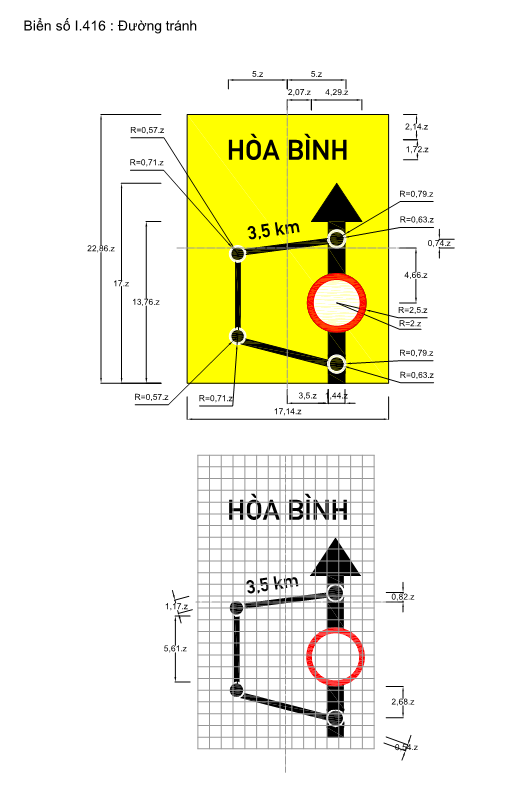 Biển số I.416 : Đường tránh
5.z 5.z
2,07.z 4,29.z
R=0,57.z
2,14.z
HÒA BÌNH
1,72.z
R=0,71.z
R=0,79.z
R=0,63.z
3,5 km
0,74.z
22,86.z
4,66.z
17.z
13,76.z
R=2,5.z
R=2.z
R=0,79.z
R=0,63.z
R=0,57.z R=0,71.z
3,5.z 1,44.z
17,14.z
HÒA BÌNH
3,5 km
1,17.z
0,82.z
5,61.z
2,68.z
0,54.z